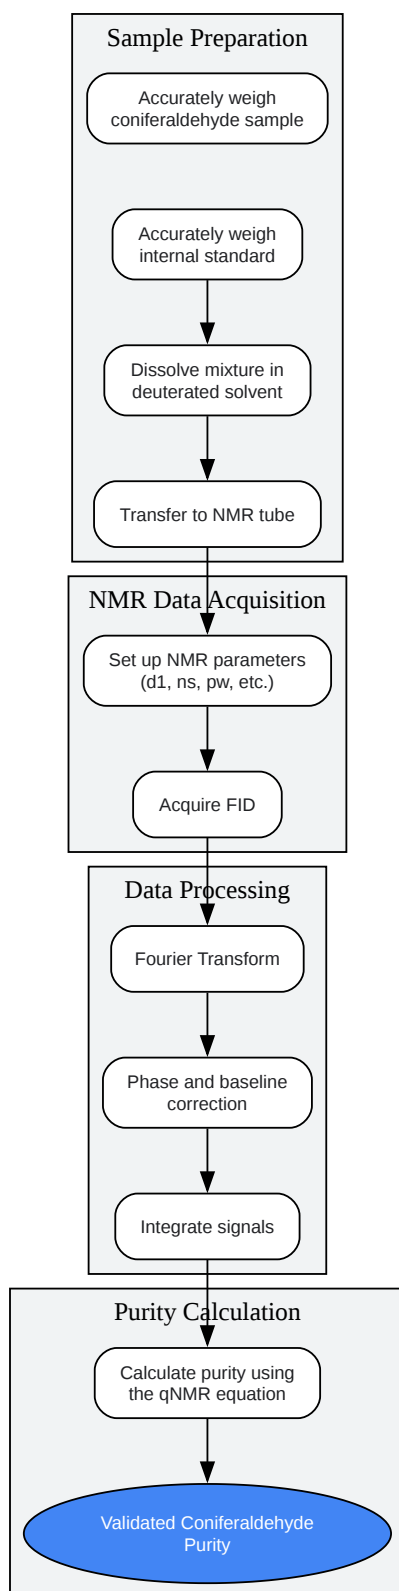 Sample Preparation
Accurately weigh
coniferaldehyde sample
Accurately weigh
internal standard
Dissolve mixture in
deuterated solvent
Transfer to NMR tube
NMR Data Acquisition
Set up NMR parameters
(d1, ns, pw, etc.)
Acquire FID
Data Processing
Fourier Transform
Phase and baseline
correction
Integrate signals
Purity Calculation
Calculate purity using
the qNMR equation
Validated Coniferaldehyde
Purity